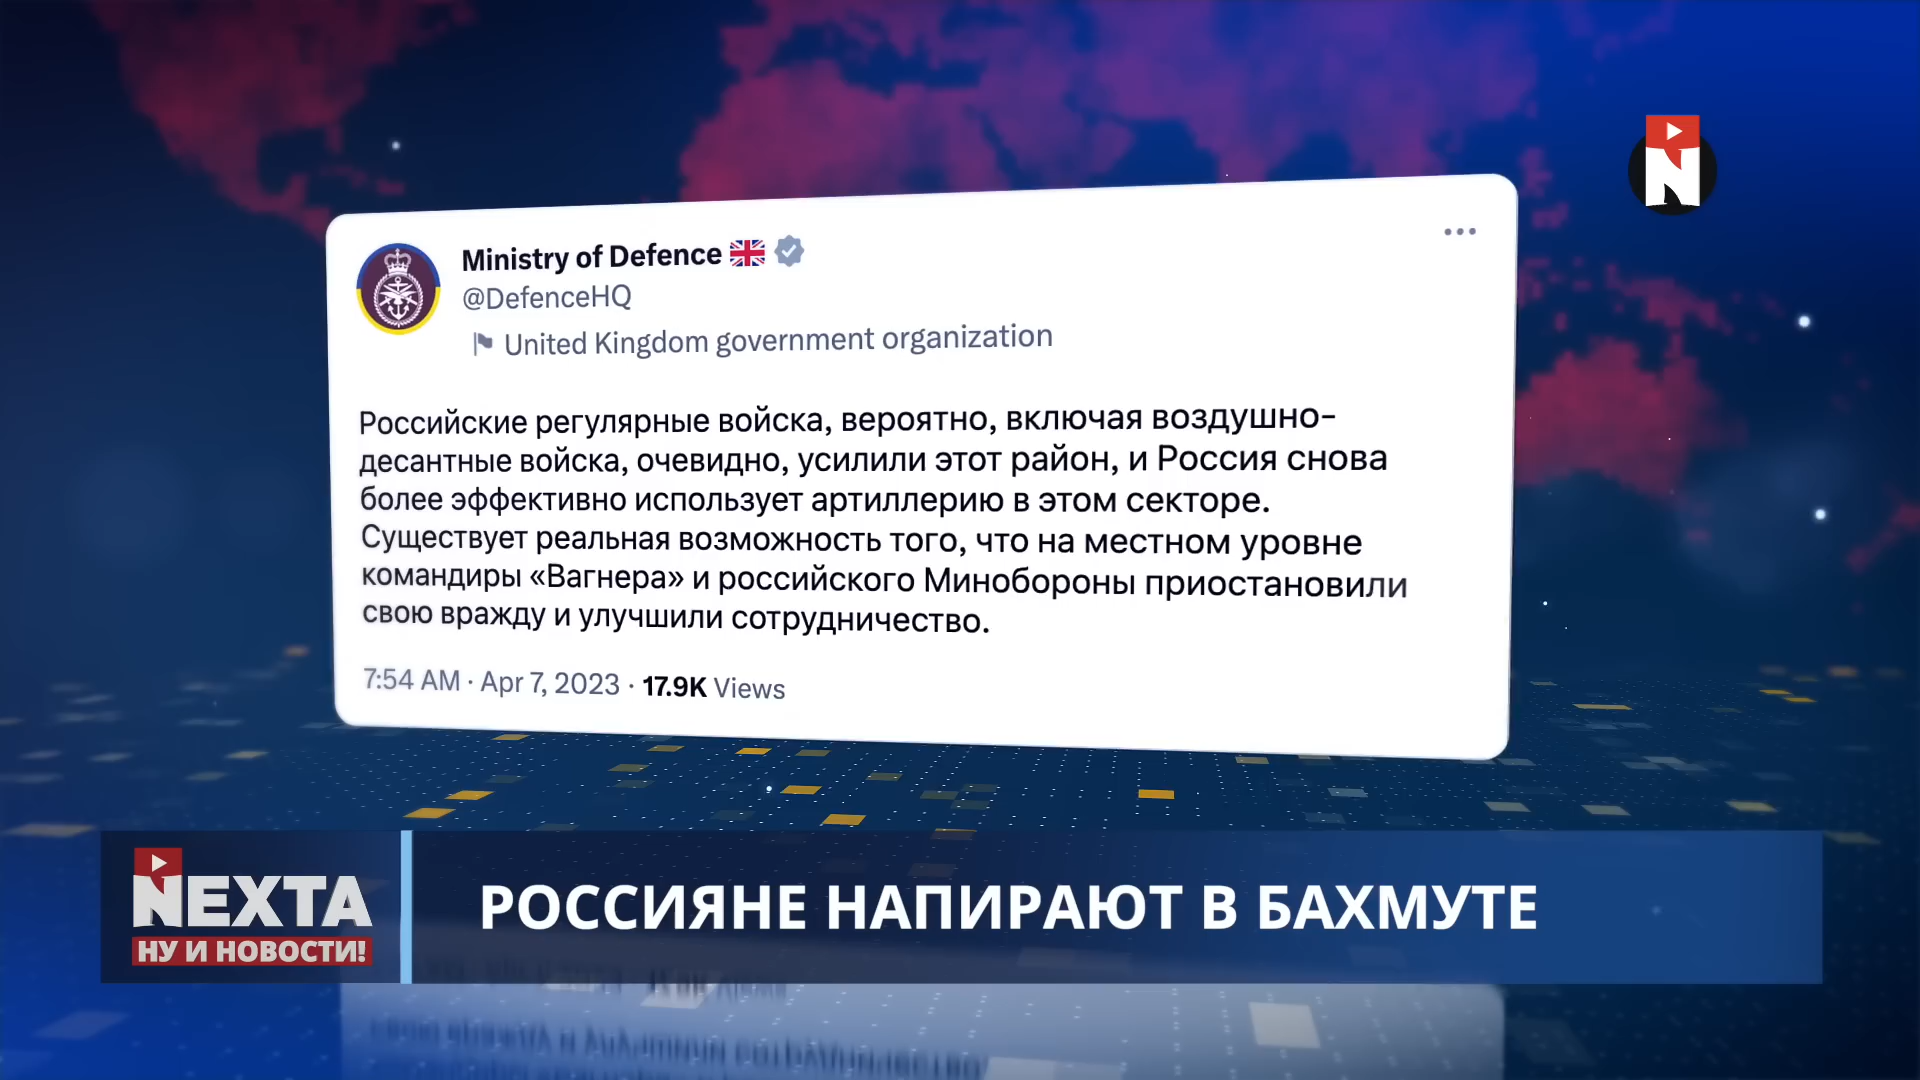 Ministry of Defence
@DefenceHQ
United Kingdom government organization
Российские регулярные войска, вероятно, включая воздушно-
десантные войска, очевидно, усилили этот район, и Россия снова
более эффективно использует артиллерию в этом секторе.
Существует реальная возможность того, что на местном уровне
командиры «Вагнера» и российского Минобороны приостановили
свою вражду и улучшили сотрудничество.
7:54 AM · Apr 7, 2023 · 17.9K Views
N
NEXTA
НУ И НОВОСТИ!
РОССИЯНЕ НАПИРАЮТ В БАХМУТЕ